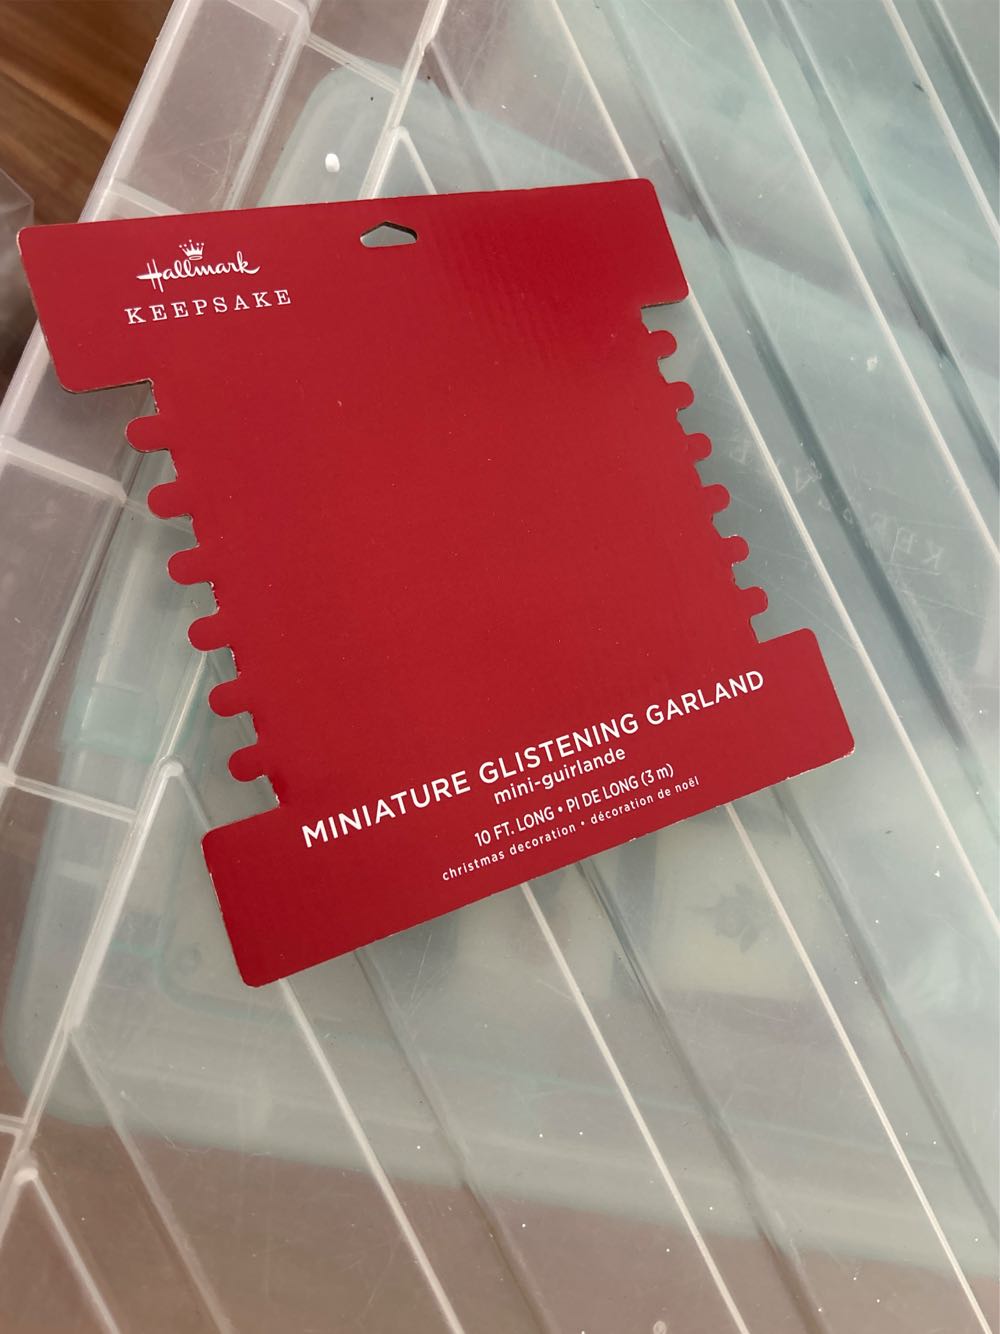 Hallmark
KEEPSAKE
MINIATURE GLISTENING GARLAND
mini-guirlande
10 FT. LONG • PI DE LONG (3 m)
christmas decoration • décoration de noël